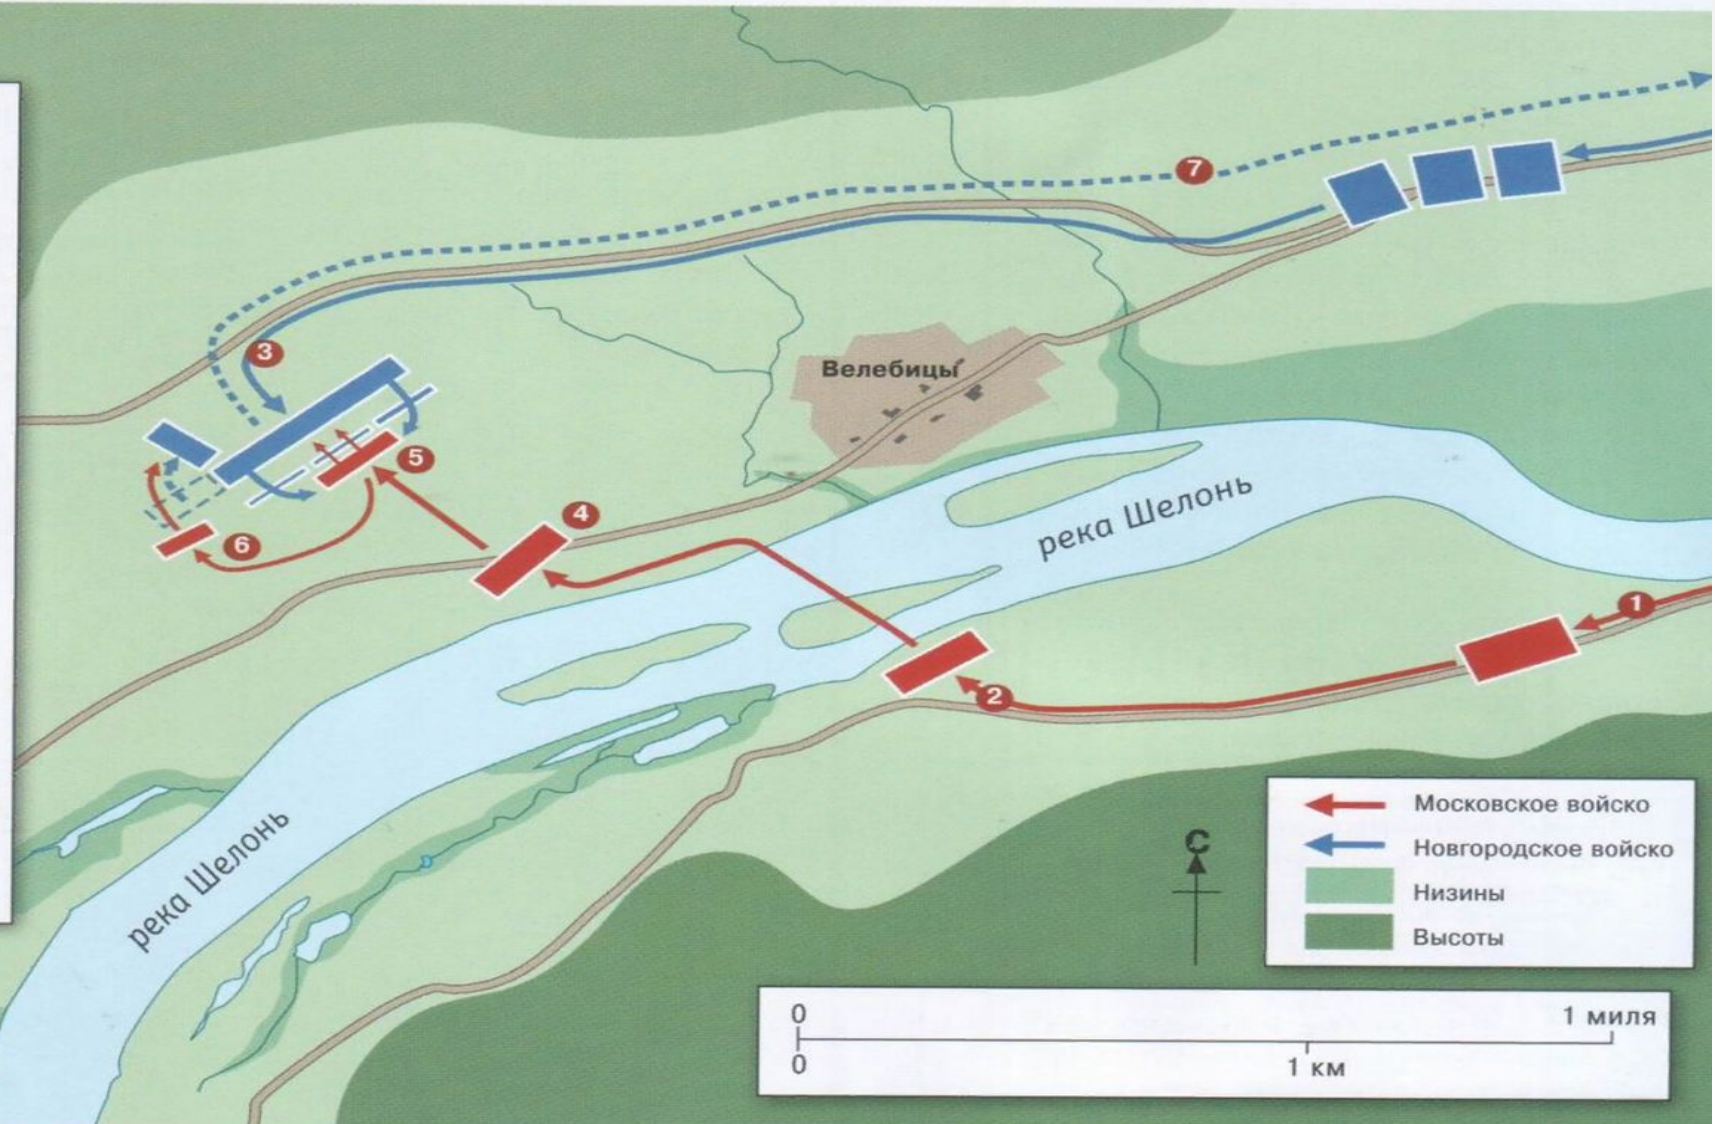 7
3
Велебицы
5
4
река Шелонь
6
1
2
река Шелонь
С
Московское войско
Новгородское войско
Низины
Высоты
0 1 миля
0 1 км